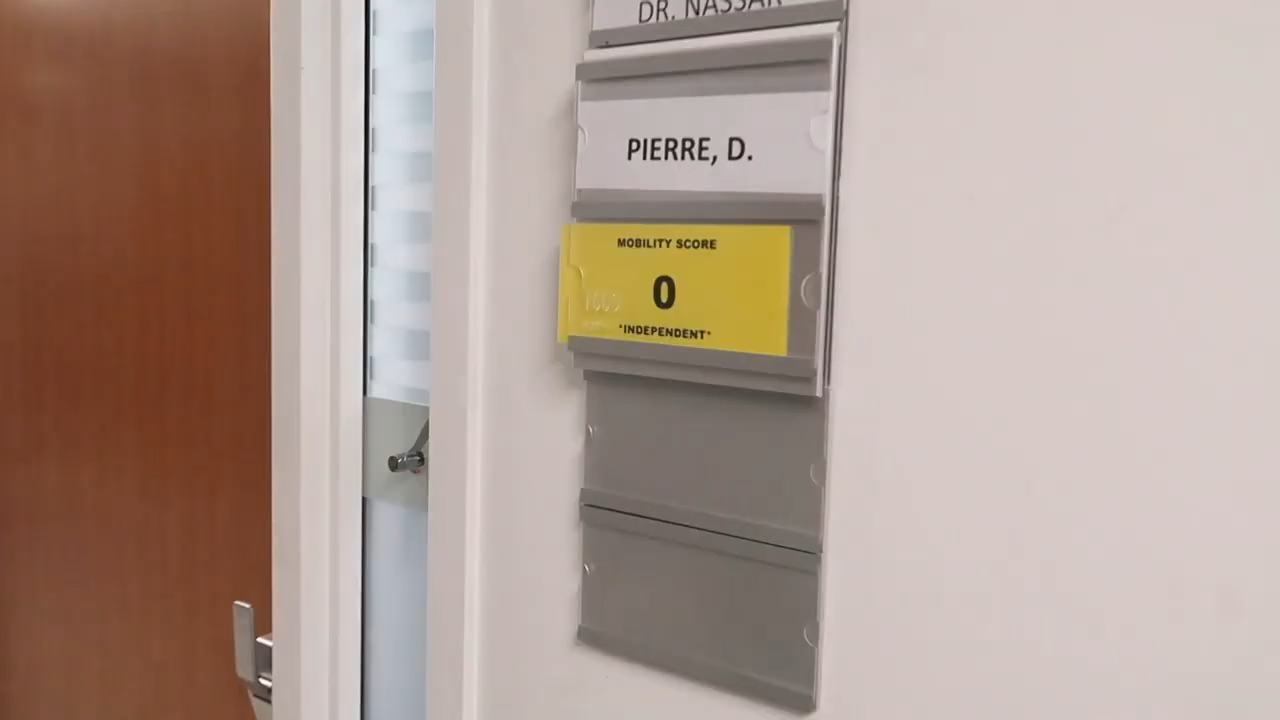 DR. NASSAR
PIERRE, D.
MOBILITY SCORE
0
*INDEPENDENT*